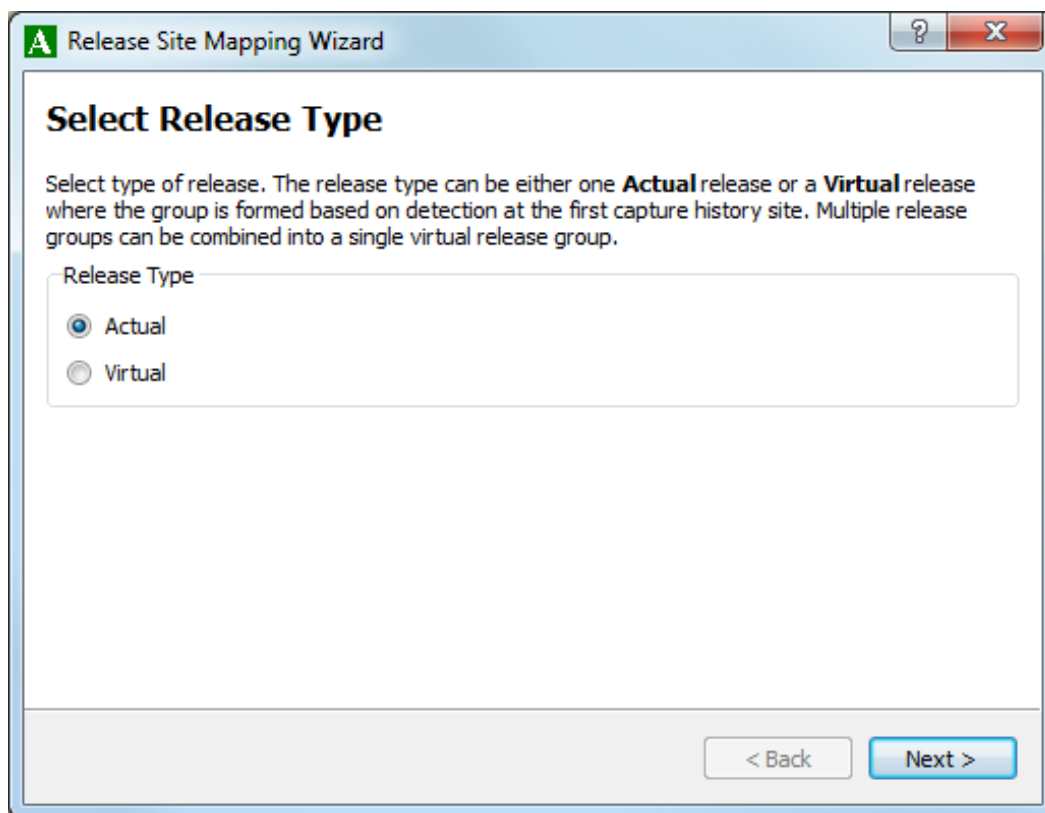 A Release Site Mapping Wizard
?
X
Select Release Type
Select type of release. The release type can be either one Actual release or a Virtual release
where the group is formed based on detection at the first capture history site. Multiple release
groups can be combined into a single virtual release group.
Release Type
Actual
Virtual
< Back
Next >